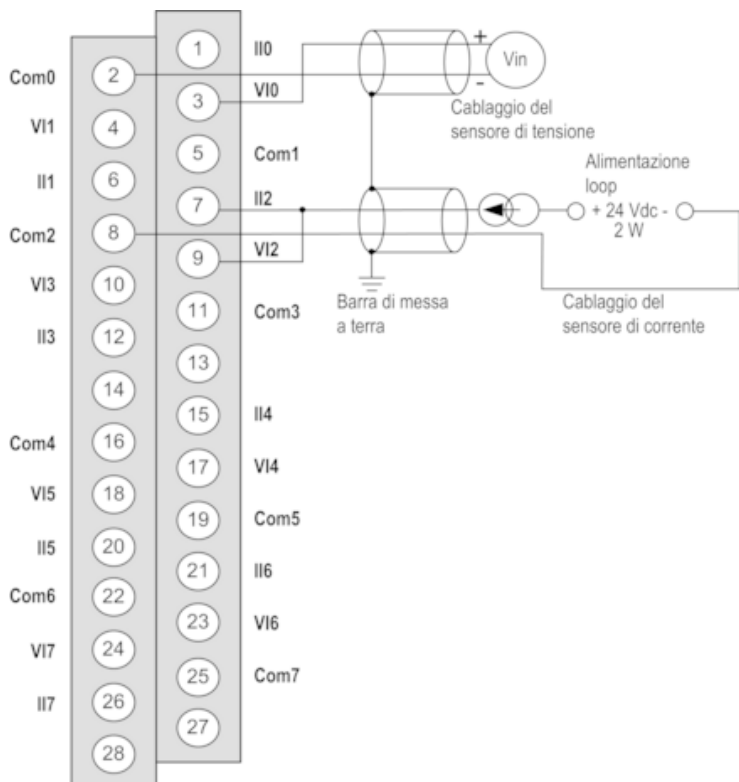 1 II0
Com0 2
3 VI0
VI1 4
5 Com1
II1 6
7 II2
Com2 8
9 VI2
VI3 10
11 Com3
II3 12
13
14
15 II4
Com4 16
17 VI4
VI5 18
19 Com5
II5 20
21 II6
Com6 22
23 VI6
VI7 24
25 Com7
II7 26
27
28
+
Vin
-
Cablaggio del
sensore di tensione
Alimentazione
loop
+ 24 Vdc -
2 W
Barra di messa
a terra
Cablaggio del
sensore di corrente